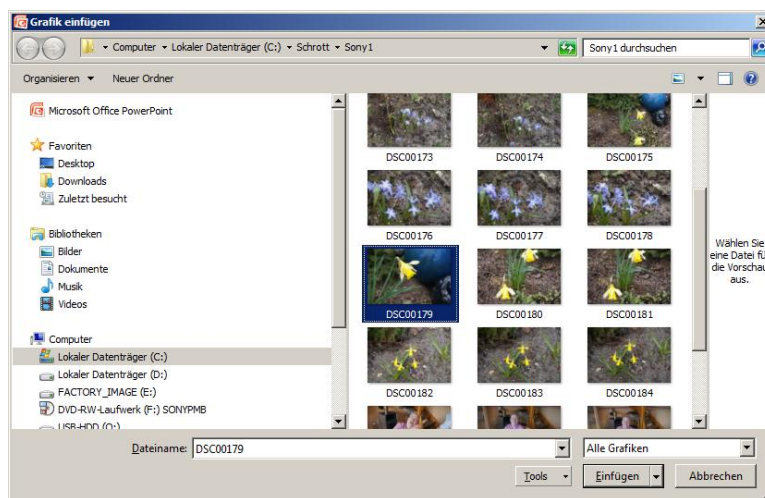 Grafik einfügen
Computer Lokaler Datenträger (C:) Schrott Sony1
Sony1 durchsuchen
Organisieren Neuer Ordner
Microsoft Office PowerPoint
Favoriten
Desktop
Downloads
Zuletzt besucht
Bibliotheken
Bilder
Dokumente
Musik
Videos
Computer
Lokaler Datenträger (C:)
Lokaler Datenträger (D:)
FACTORY_IMAGE (E:)
DVD-RW-Laufwerk (F:) SONYPMB
USB-HDD (O:)
DSC00173 DSC00174 DSC00175
DSC00176 DSC00177 DSC00178
DSC00179 DSC00180 DSC00181
DSC00182 DSC00183 DSC00184
Wählen Sie
eine Datei fü
die Vorschau
aus.
Dateiname: DSC00179
Alle Grafiken
Tools Einfügen Abbrechen